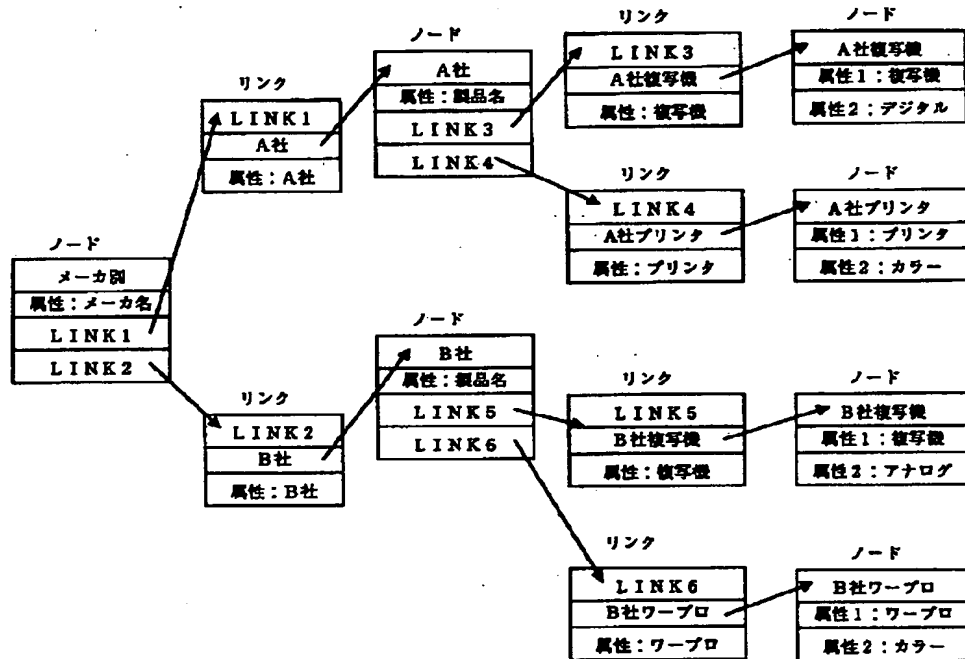 ノード
メーカ別
属性：メーカ名
LINK1
LINK2
リンク
LINK1
A社
属性：A社
リンク
LINK2
B社
属性：B社
ノード
A社
属性：製品名
LINK3
LINK4
ノード
B社
属性：製品名
LINK5
LINK6
リンク
LINK3
A社複写機
属性：複写機
ノード
A社複写機
属性1：複写機
属性2：デジタル
リンク
LINK4
A社プリンタ
属性：プリンタ
ノード
A社プリンタ
属性1：プリンタ
属性2：カラー
リンク
LINK5
B社複写機
属性：複写機
ノード
B社複写機
属性1：複写機
属性2：アナログ
リンク
LINK6
B社ワープロ
属性：ワープロ
ノード
B社ワープロ
属性1：ワープロ
属性2：カラー